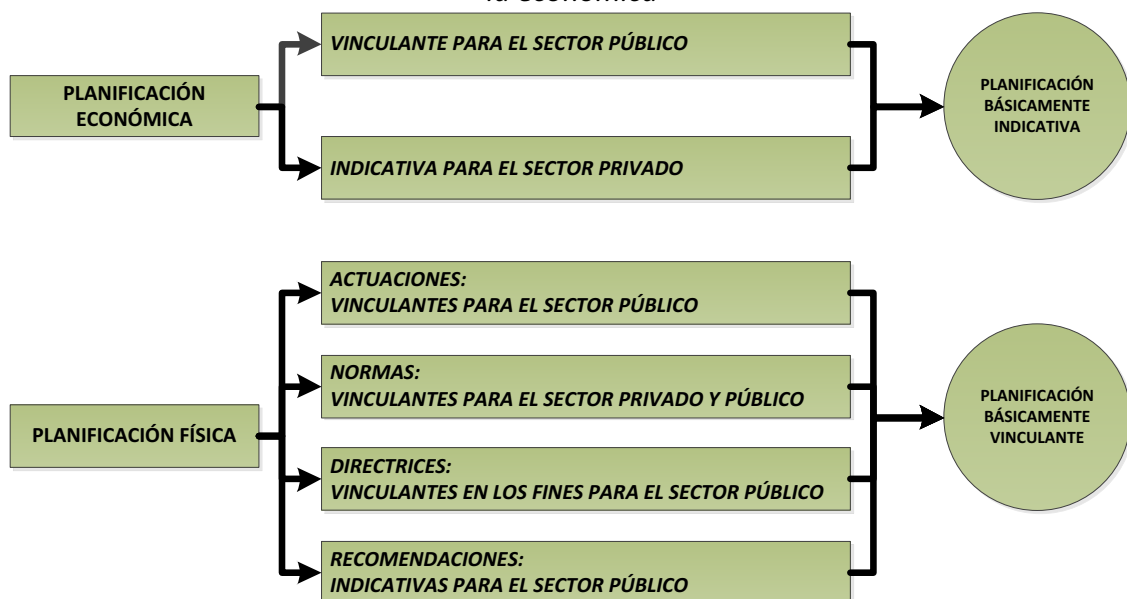 la económica
VINCULANTE PARA EL SECTOR PÚBLICO
PLANIFICACIÓN
ECONÓMICA
INDICATIVA PARA EL SECTOR PRIVADO
PLANIFICACIÓN
BÁSICAMENTE
INDICATIVA
ACTUACIONES:
VINCULANTES PARA EL SECTOR PÚBLICO
NORMAS:
VINCULANTES PARA EL SECTOR PRIVADO Y PÚBLICO
PLANIFICACIÓN FÍSICA
DIRECTRICES:
VINCULANTES EN LOS FINES PARA EL SECTOR PÚBLICO
RECOMENDACIONES:
INDICATIVAS PARA EL SECTOR PÚBLICO
PLANIFICACIÓN
BÁSICAMENTE
VINCULANTE